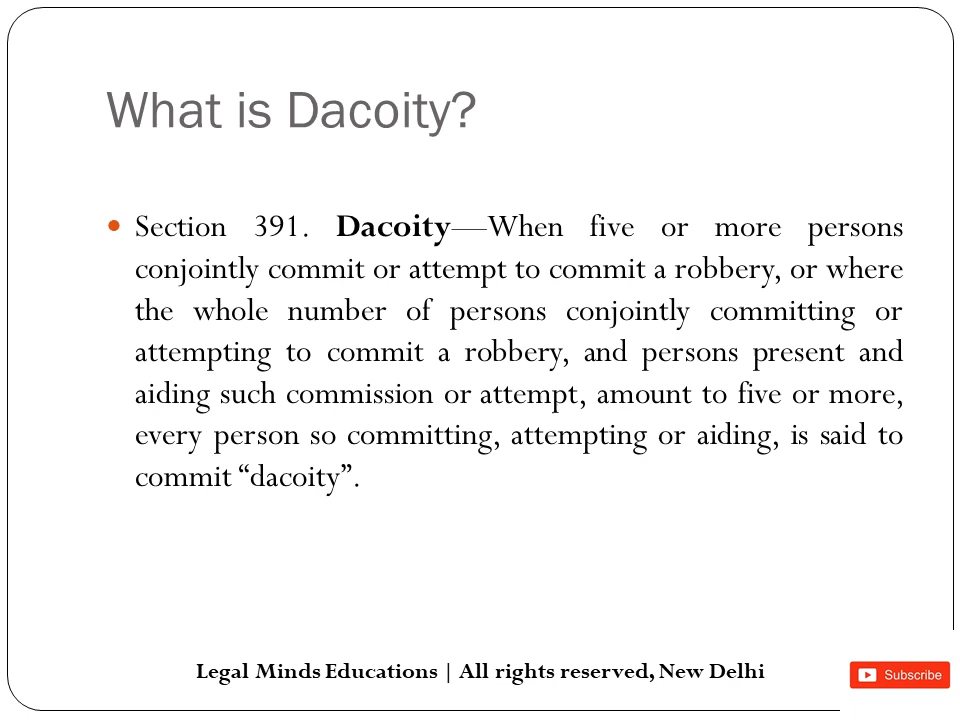 What is Dacoity?
• Section 391. Dacoity—When five or more persons
conjointly commit or attempt to commit a robbery, or where
the whole number of persons conjointly committing or
attempting to commit a robbery, and persons present and
aiding such commission or attempt, amount to five or more,
every person so committing, attempting or aiding, is said to
commit “dacoity”.
Legal Minds Educations | All rights reserved, New Delhi
Subscribe